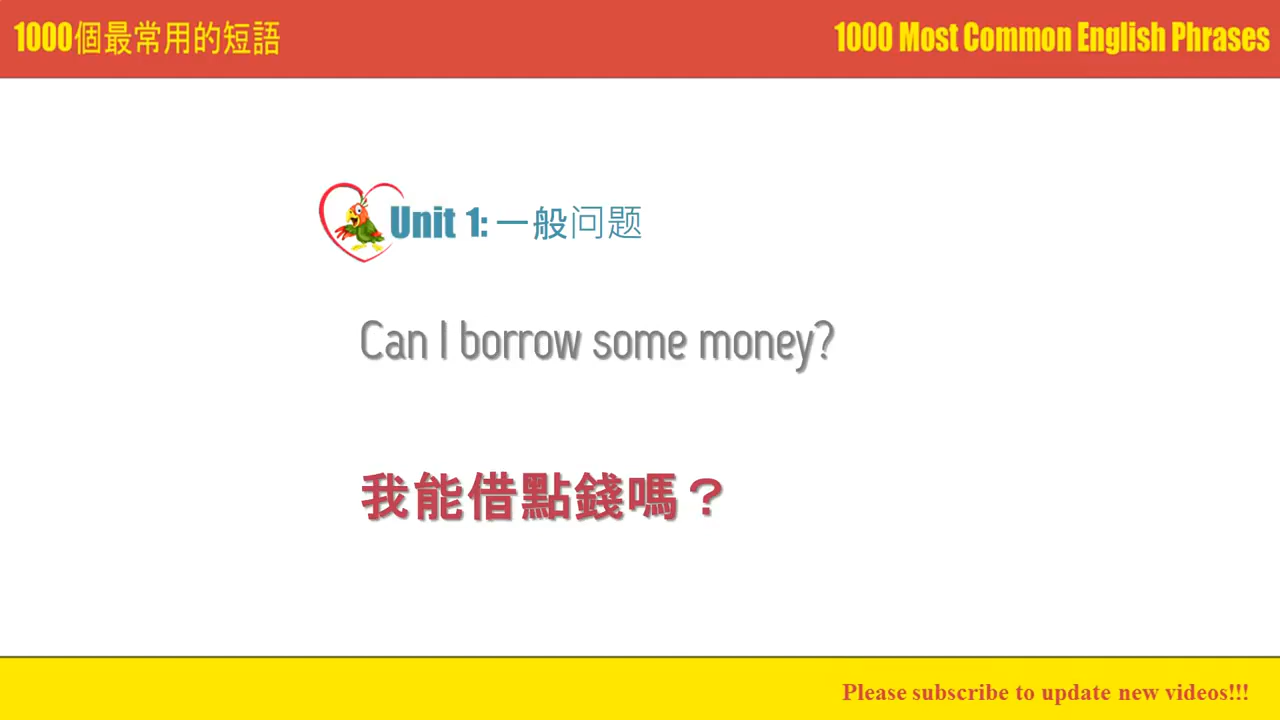 1000個最常用的短語
1000 Most Common English Phrases
Unit 1: 一般问题
Can I borrow some money?
我能借點錢嗎？
Please subscribe to update new videos!!!